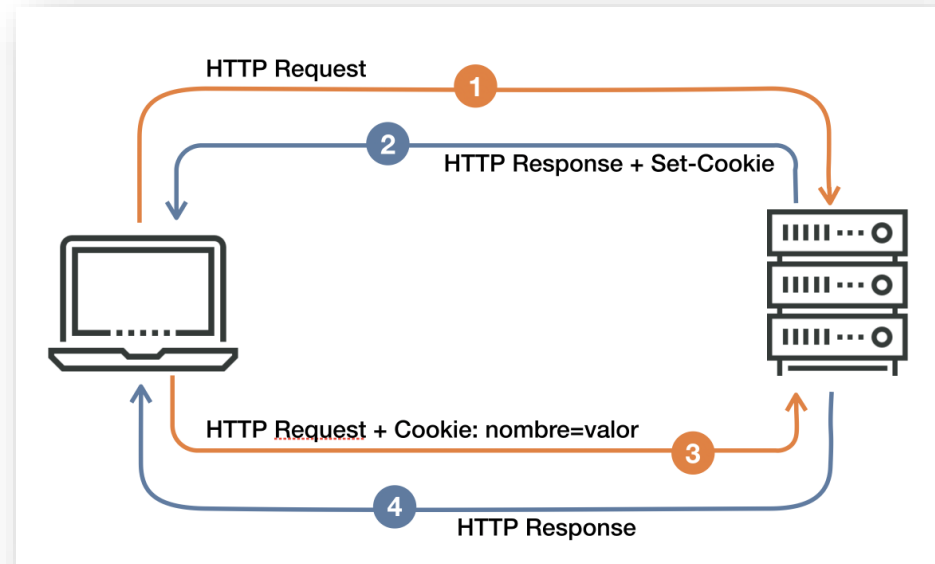 HTTP Request
1
2
HTTP Response + Set-Cookie
HTTP Request + Cookie: nombre=valor
3
4
HTTP Response